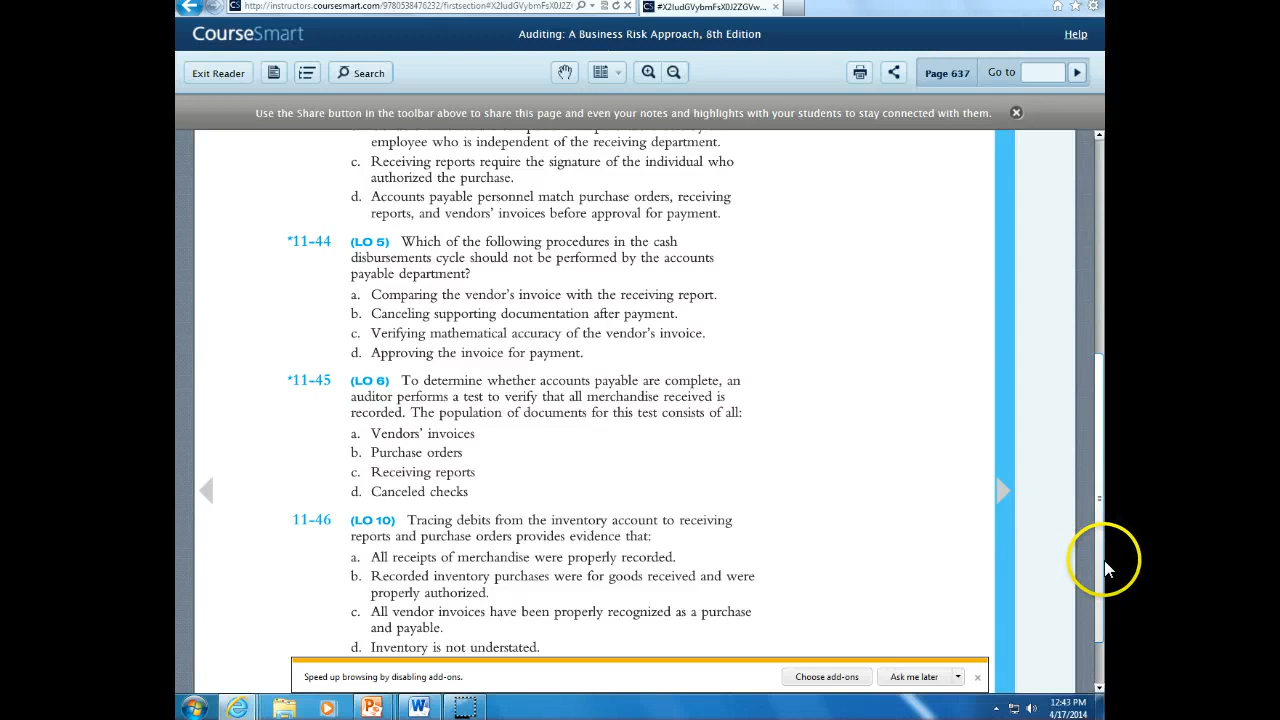 http://instructors.coursesmart.com/9780538476232/firstsection#X2ludGVybmFsX0J2ZG
#X2ludGVybmFsX0J2ZGVw...
CourseSmart
Auditing: A Business Risk Approach, 8th Edition
Help
Exit Reader
Search
Page 637
Go to
Use the Share button in the toolbar above to share this page and even your notes and highlights with your students to stay connected with them.
employee who is independent of the receiving department.
c. Receiving reports require the signature of the individual who
authorized the purchase.
d. Accounts payable personnel match purchase orders, receiving
reports, and vendors' invoices before approval for payment.
*11-44 (LO 5) Which of the following procedures in the cash
disbursements cycle should not be performed by the accounts
payable department?
a. Comparing the vendor's invoice with the receiving report.
b. Canceling supporting documentation after payment.
c. Verifying mathematical accuracy of the vendor's invoice.
d. Approving the invoice for payment.
*11-45 (LO 6) To determine whether accounts payable are complete, an
auditor performs a test to verify that all merchandise received is
recorded. The population of documents for this test consists of all:
a. Vendors' invoices
b. Purchase orders
c. Receiving reports
d. Canceled checks
11-46 (LO 10) Tracing debits from the inventory account to receiving
reports and purchase orders provides evidence that:
a. All receipts of merchandise were properly recorded.
b. Recorded inventory purchases were for goods received and were
properly authorized.
c. All vendor invoices have been properly recognized as a purchase
and payable.
d. Inventory is not understated.
Speed up browsing by disabling add-ons.
Choose add-ons
Ask me later
12:43 PM
4/17/2014